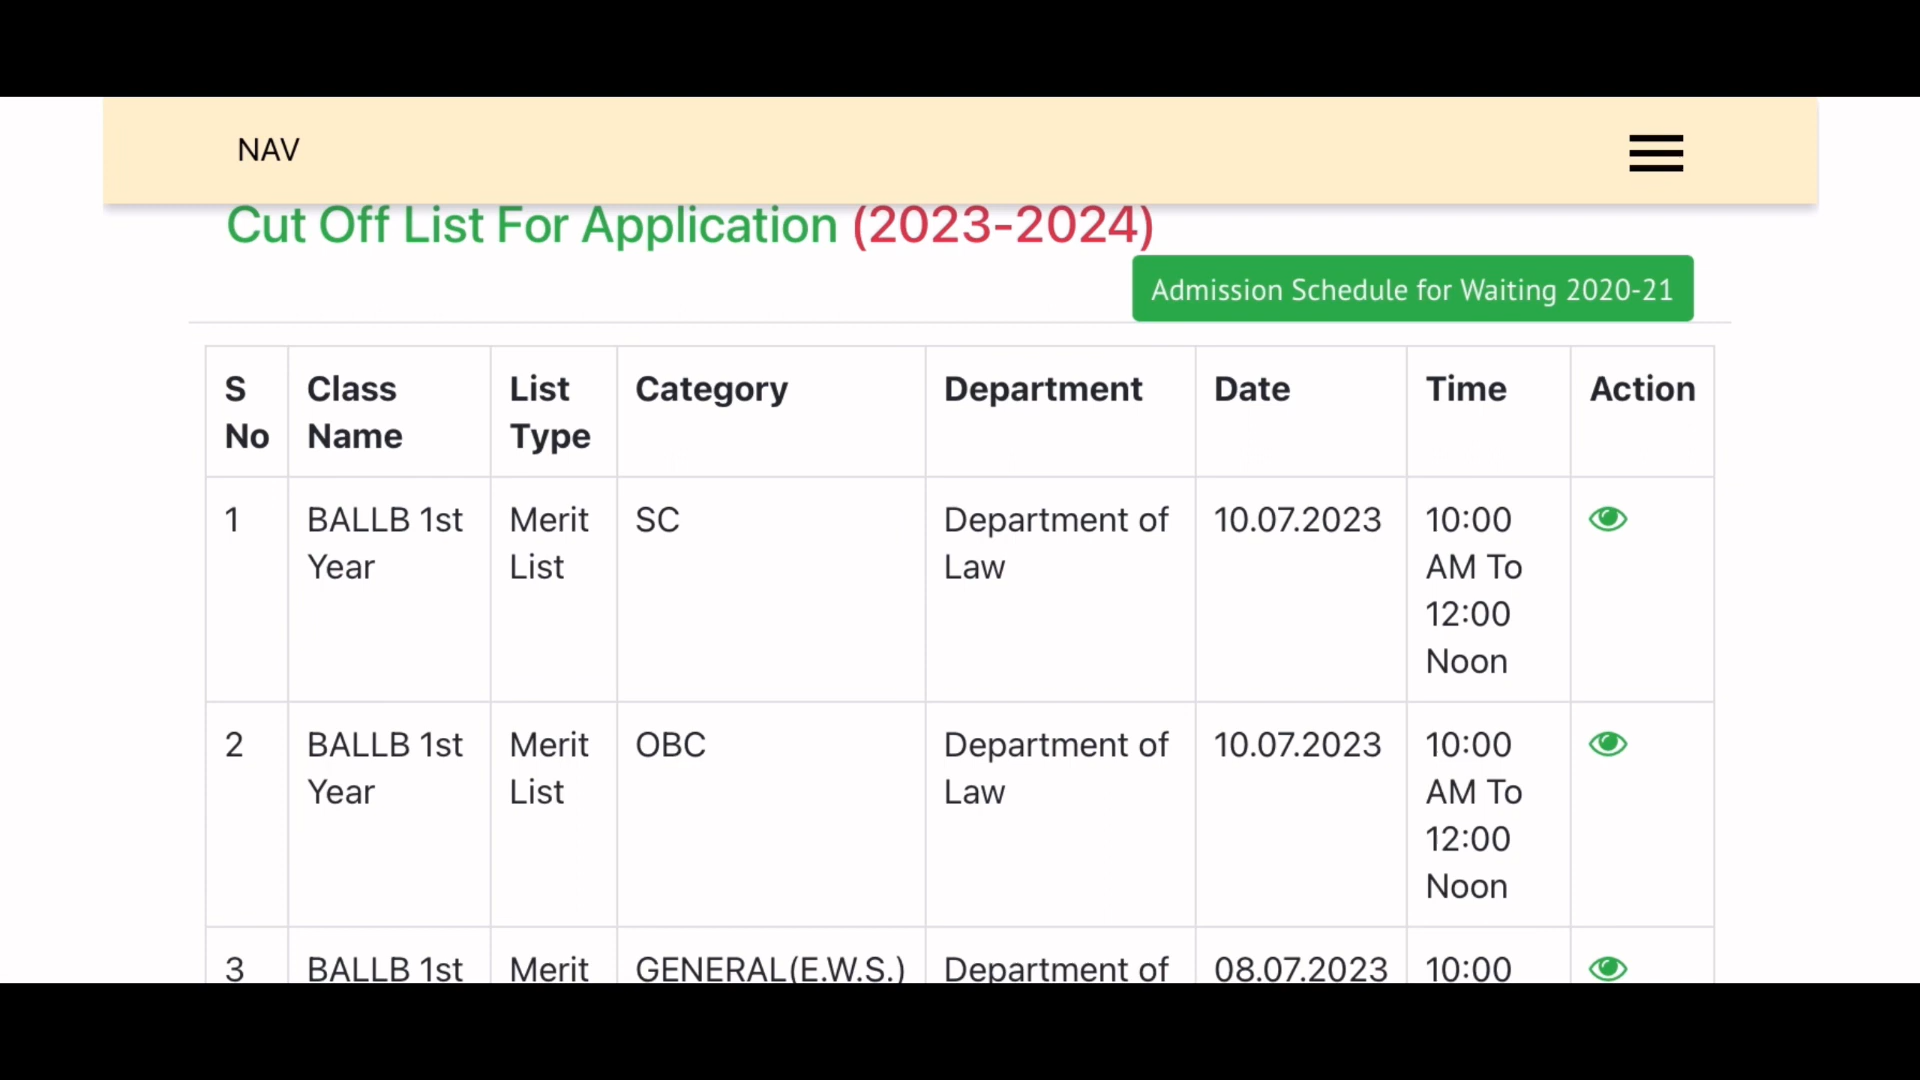 NAV
Cut Off List For Application (2023-2024)
Admission Schedule for Waiting 2020-21
S No Class Name List Type Category Department Date Time Action
1 BALLB 1st Year Merit List SC Department of Law 10.07.2023 10:00 AM To 12:00 Noon
2 BALLB 1st Year Merit List OBC Department of Law 10.07.2023 10:00 AM To 12:00 Noon
3 BALLB 1st Merit GENERAL(E.W.S.) Department of 08.07.2023 10:00